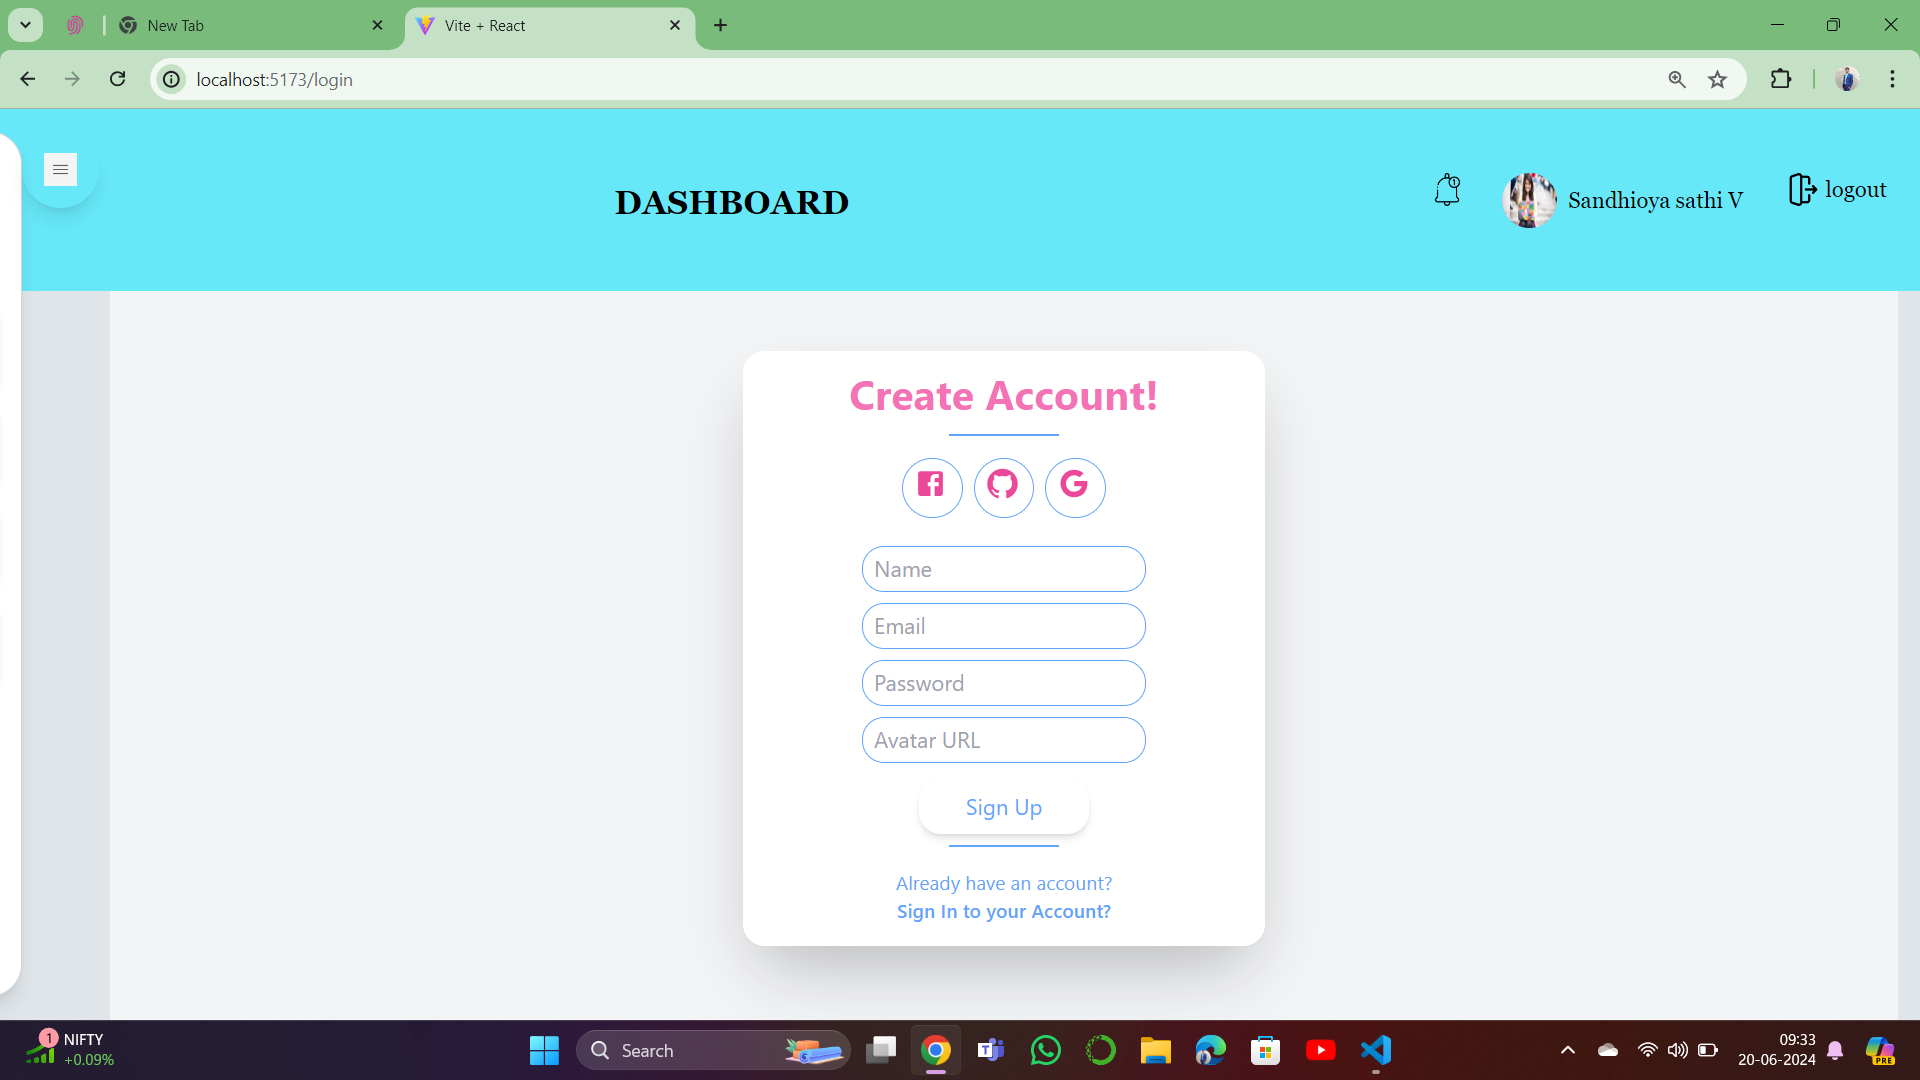 New Tab
Vite + React
localhost:5173/login
DASHBOARD
1
Sandhioya sathi V
logout
Create Account!
Name
Email
Password
Avatar URL
Sign Up
Already have an account?
Sign In to your Account?
1
NIFTY
+0.09%
Search
PRE
09:33
20-06-2024